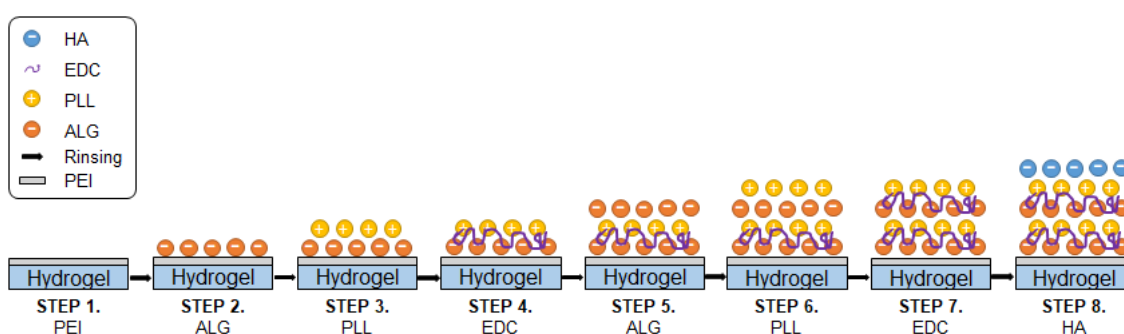 HA
EDC
PLL
ALG
Rinsing
PEI
Hydrogel Hydrogel Hydrogel Hydrogel Hydrogel Hydrogel Hydrogel Hydrogel
STEP 1. STEP 2. STEP 3. STEP 4. STEP 5. STEP 6. STEP 7. STEP 8.
PEI ALG PLL EDC ALG PLL EDC HA